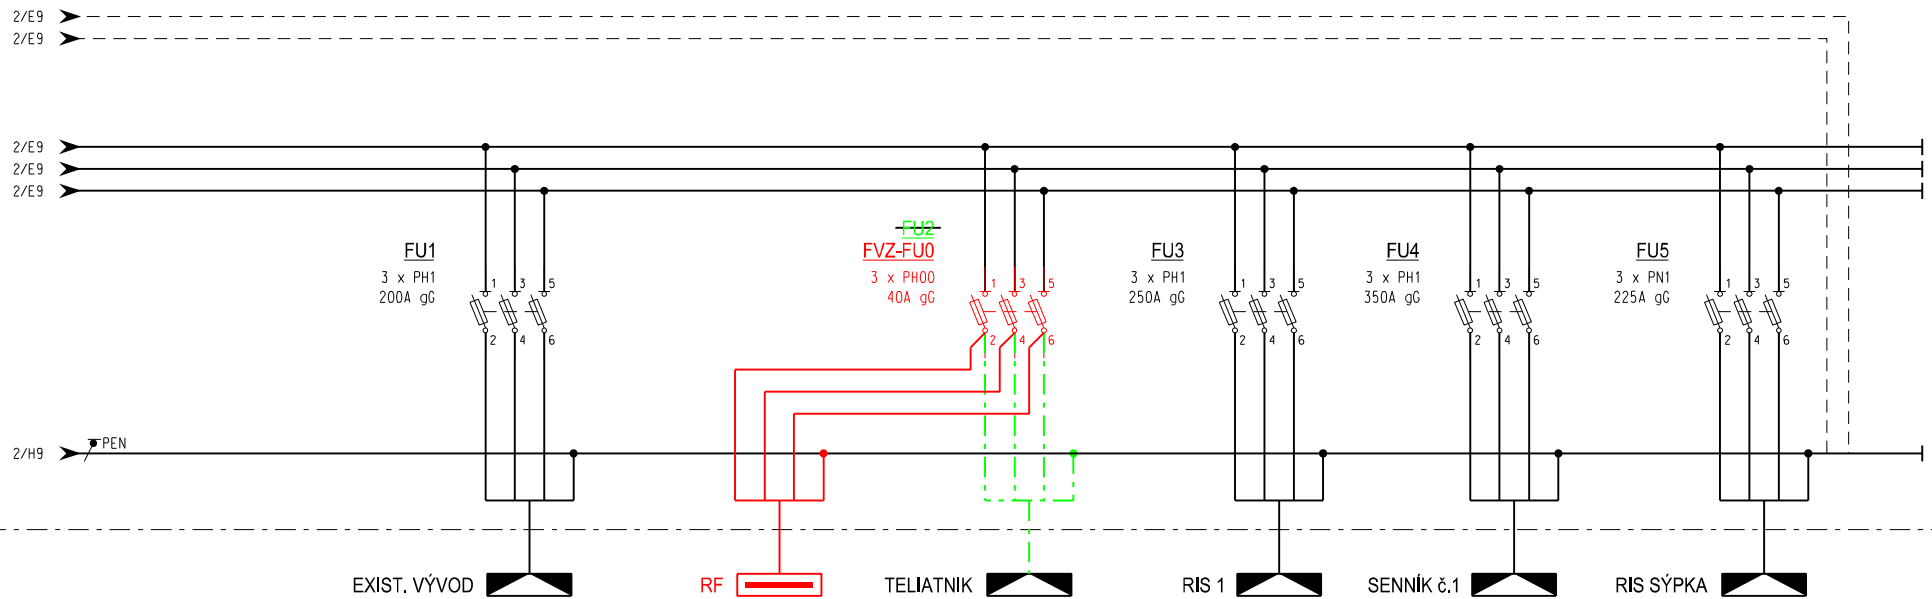 2/E9
2/E9
2/E9
2/E9
2/E9
FU1
3 x PH1
200A gG
1 3 5
2 4 6
FU2
FVZ-FU0
3 x PH00
40A gG
1 3 5
2 4 6
FU3
3 x PH1
250A gG
1 3 5
2 4 6
FU4
3 x PH1
350A gG
1 3 5
2 4 6
FU5
3 x PN1
225A gG
1 3 5
2 4 6
2/H9
PEN
EXIST. VÝVOD
RF
TELIATNIK
RIS 1
SENNÍK č.1
RIS SÝPKA